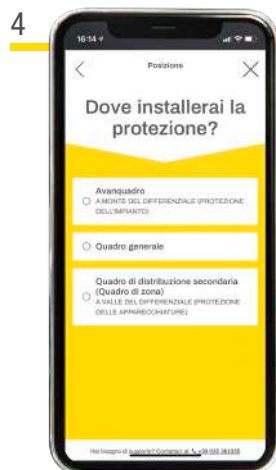 4
16:14
Posizione
Dove installerai la
protezione?
Avanquadro
A MONTE DEL DIFFERENZIALE (PROTEZIONE
DELL'IMPIANTO)
Quadro generale
Quadro di distribuzione secondaria
(Quadro di zona)
A VALLE DEL DIFFERENZIALE (PROTEZIONE
DELLE APPARECCHIATURE)
Hai bisogno di supporto? Contattaci al